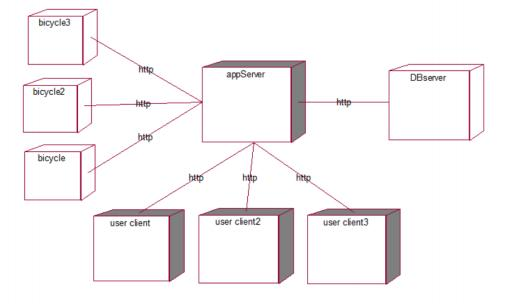 bicycle3
http
appServer
bicycle2
http
http
DBserver
bicycle
http
http
http
http
user client
user client2
user client3